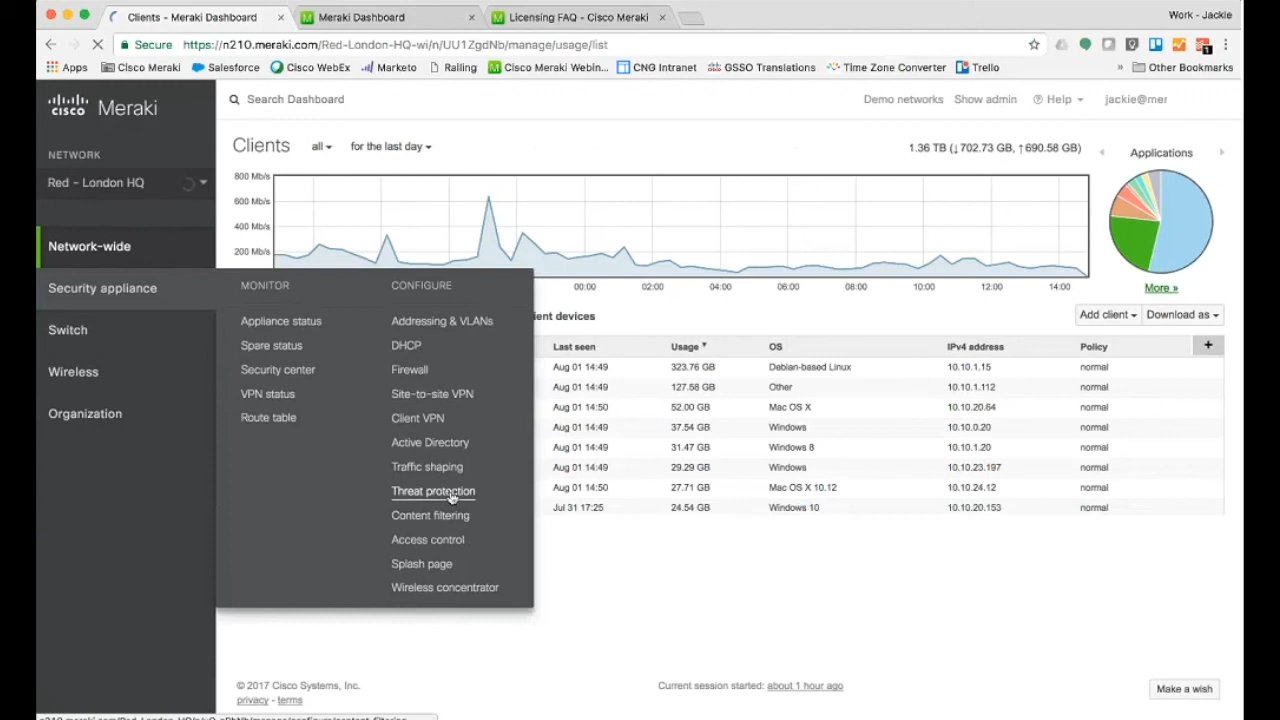 Clients - Meraki Dashboard
Meraki Dashboard
Licensing FAQ - Cisco Meraki
Work - Jackie
Secure
https://n210.meraki.com/Red-London-HQ-wi/n/UU1ZgdNb/manage/usage/list
1
Apps
Cisco Meraki
Salesforce
Cisco WebEx
Marketo
Railing
Cisco Meraki Webin...
CNG Intranet
GSSO Translations
Time Zone Converter
Trello
»
Other Bookmarks
CISCO Meraki
Search Dashboard
Demo networks
Show admin
Help
jackie@mer
NETWORK
Red - London HQ
Network-wide
Security appliance
Switch
Wireless
Organization
Clients
all
for the last day
1.36 TB (↓702.73 GB, ↑690.58 GB)
Applications
800 Mb/s
600 Mb/s
400 Mb/s
200 Mb/s
00:00 02:00 04:00 06:00 08:00 10:00 12:00 14:00
More »
MONITOR
Appliance status
Spare status
Security center
VPN status
Route table
CONFIGURE
Addressing & VLANs
DHCP
Firewall
Site-to-site VPN
Client VPN
Active Directory
Traffic shaping
Threat protection
Content filtering
Access control
Splash page
Wireless concentrator
ient devices
Add client
Download as
Last seen Usage OS IPv4 address Policy +
Aug 01 14:49 323.76 GB Debian-based Linux 10.10.1.15 normal
Aug 01 14:49 127.58 GB Other 10.10.1.112 normal
Aug 01 14:50 52.00 GB Mac OS X 10.10.20.64 normal
Aug 01 14:49 37.54 GB Windows 10.10.0.20 normal
Aug 01 14:49 31.47 GB Windows 8 10.10.1.20 normal
Aug 01 14:49 29.29 GB Windows 10.10.23.197 normal
Aug 01 14:50 27.71 GB Mac OS X 10.12 10.10.24.12 normal
Jul 31 17:25 24.54 GB Windows 10 10.10.20.153 normal
© 2017 Cisco Systems, Inc.
privacy - terms
Current session started: about 1 hour ago
Make a wish